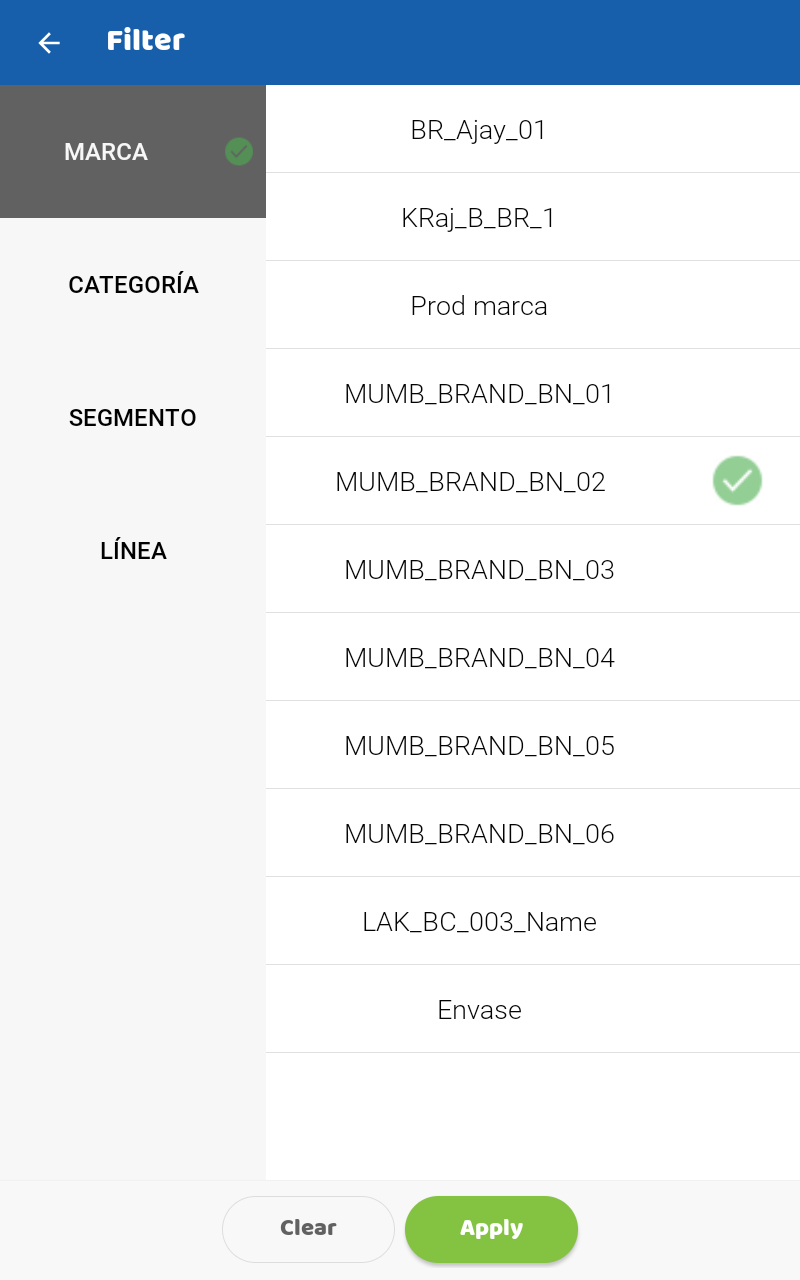 Filter
MARCA
CATEGORÍA
SEGMENTO
LÍNEA
BR_Ajay_01
KRaj_B_BR_1
Prod marca
MUMB_BRAND_BN_01
MUMB_BRAND_BN_02
MUMB_BRAND_BN_03
MUMB_BRAND_BN_04
MUMB_BRAND_BN_05
MUMB_BRAND_BN_06
LAK_BC_003_Name
Envase
Clear
Apply